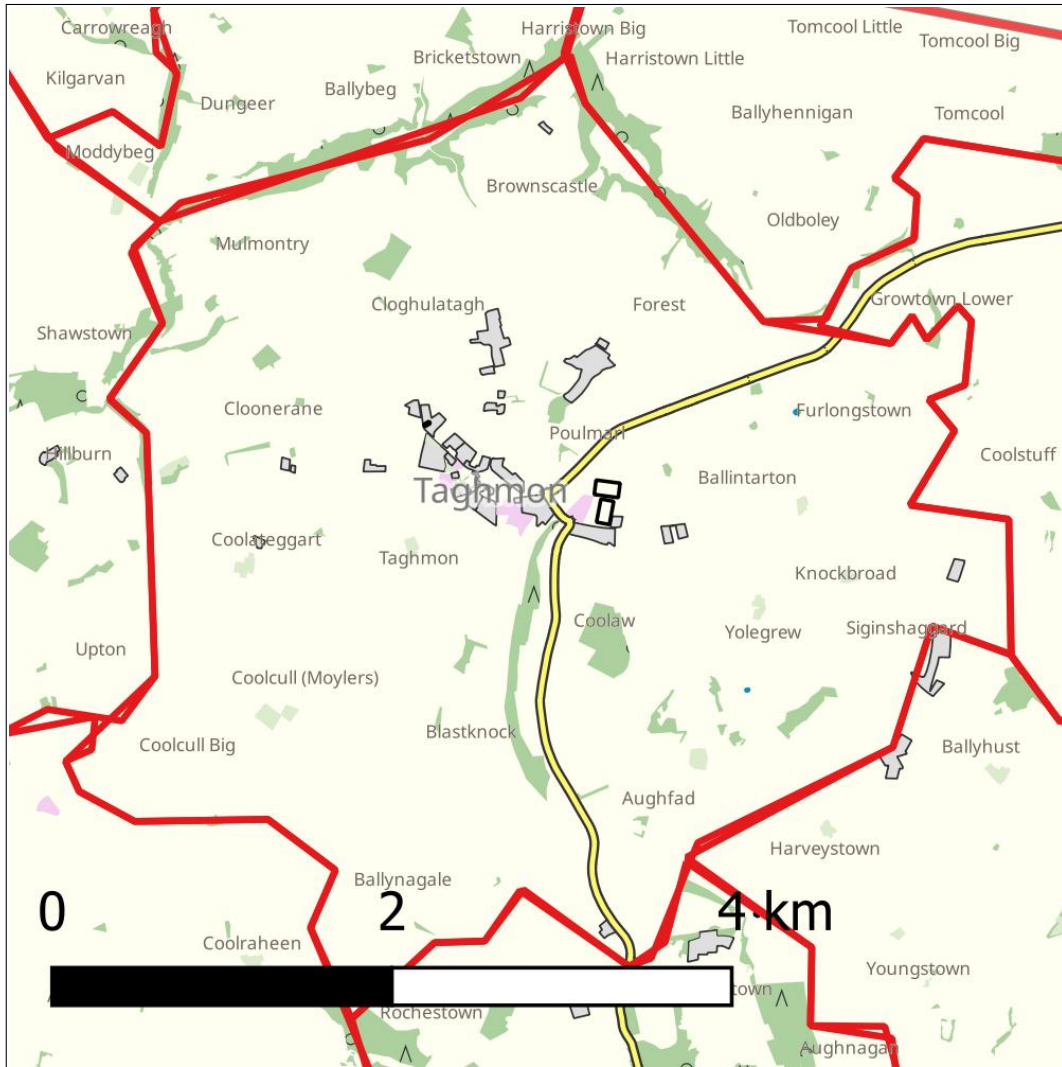 Carrowreagh
Harristown Big
Tomcool Little
Tomcool Big
Bricketstown
Harristown Little
Kilgarvan
Ballybeg
Dungeer
Ballyhennigan
Tomcool
Moddybeg
Brownscastle
Oldboley
Mulmontry
Cloghulatagh
Forest
Growtown Lower
Shawstown
Cloonerane
Furlongstown
Poulmarl
Hillburn
Coolstuff
Ballintarton
Taghmon
Coolateggart
Taghmon
Knockbroad
Coolaw
Yolegrew
Siginshaggard
Upton
Coolcull (Moylers)
Blastknock
Coolcull Big
Ballyhust
Aughfad
Harveystown
Ballynagale
0 2 4 km
Coolraheen
Youngstown
town
Rochestown
Aughnagan